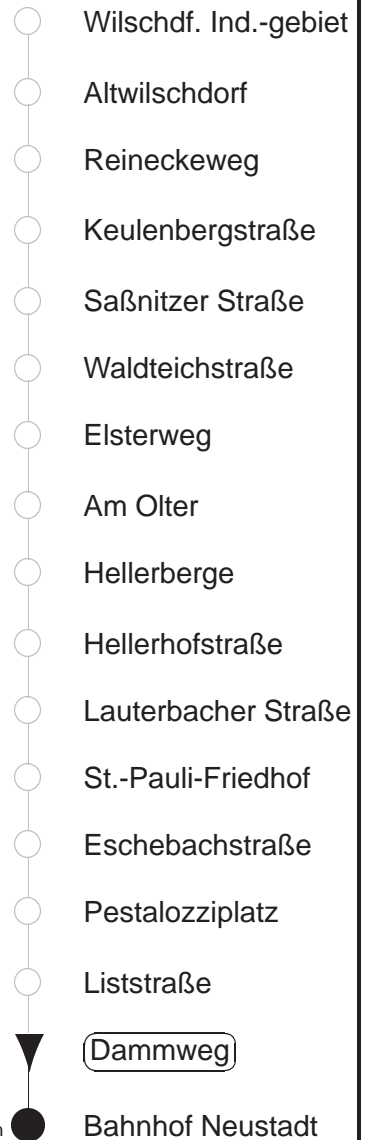 Wilschdf. Ind.-gebiet
Altwilschdorf
Reineckeweg
Keulenbergstraße
Saßnitzer Straße
Waldteichstraße
Elsterweg
Am Olter
Hellerberge
Hellerhofstraße
Lauterbacher Straße
St.-Pauli-Friedhof
Eschebachstraße
Pestalozziplatz
Liststraße
Dammweg
Bahnhof Neustadt